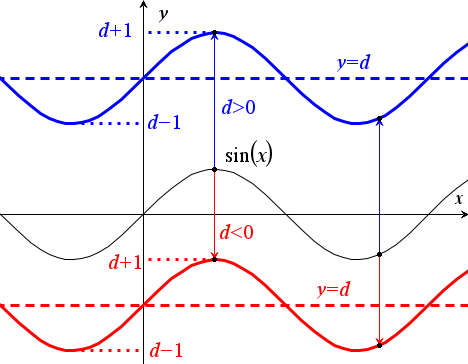 y
d+1
y=d
d>0
d−1
sin(x)
x
d<0
d+1
y=d
d−1